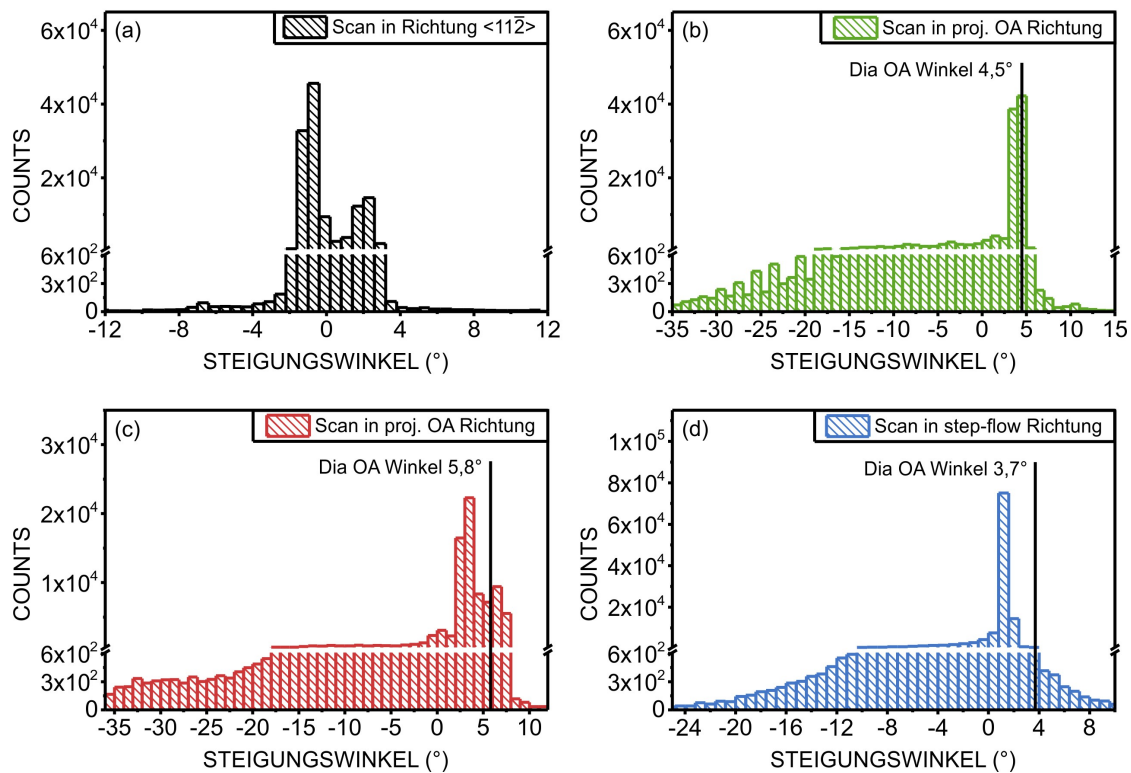 (a)
Scan in Richtung <112̅>
6x10⁴
4x10⁴
2x10⁴
6x10²
3x10²
0
COUNTS
-12 -8 -4 0 4 8 12
STEIGUNGSWINKEL (°)
(b)
Scan in proj. OA Richtung
Dia OA Winkel 4,5°
6x10⁴
4x10⁴
2x10⁴
6x10²
3x10²
0
COUNTS
-35 -30 -25 -20 -15 -10 -5 0 5 10 15
STEIGUNGSWINKEL (°)
(c)
Scan in proj. OA Richtung
Dia OA Winkel 5,8°
3x10⁴
2x10⁴
1x10⁴
6x10²
3x10²
0
COUNTS
-35 -30 -25 -20 -15 -10 -5 0 5 10
STEIGUNGSWINKEL (°)
(d)
Scan in step-flow Richtung
Dia OA Winkel 3,7°
1x10⁵
8x10⁴
6x10⁴
4x10⁴
2x10⁴
6x10²
3x10²
0
COUNTS
-24 -20 -16 -12 -8 -4 0 4 8
STEIGUNGSWINKEL (°)